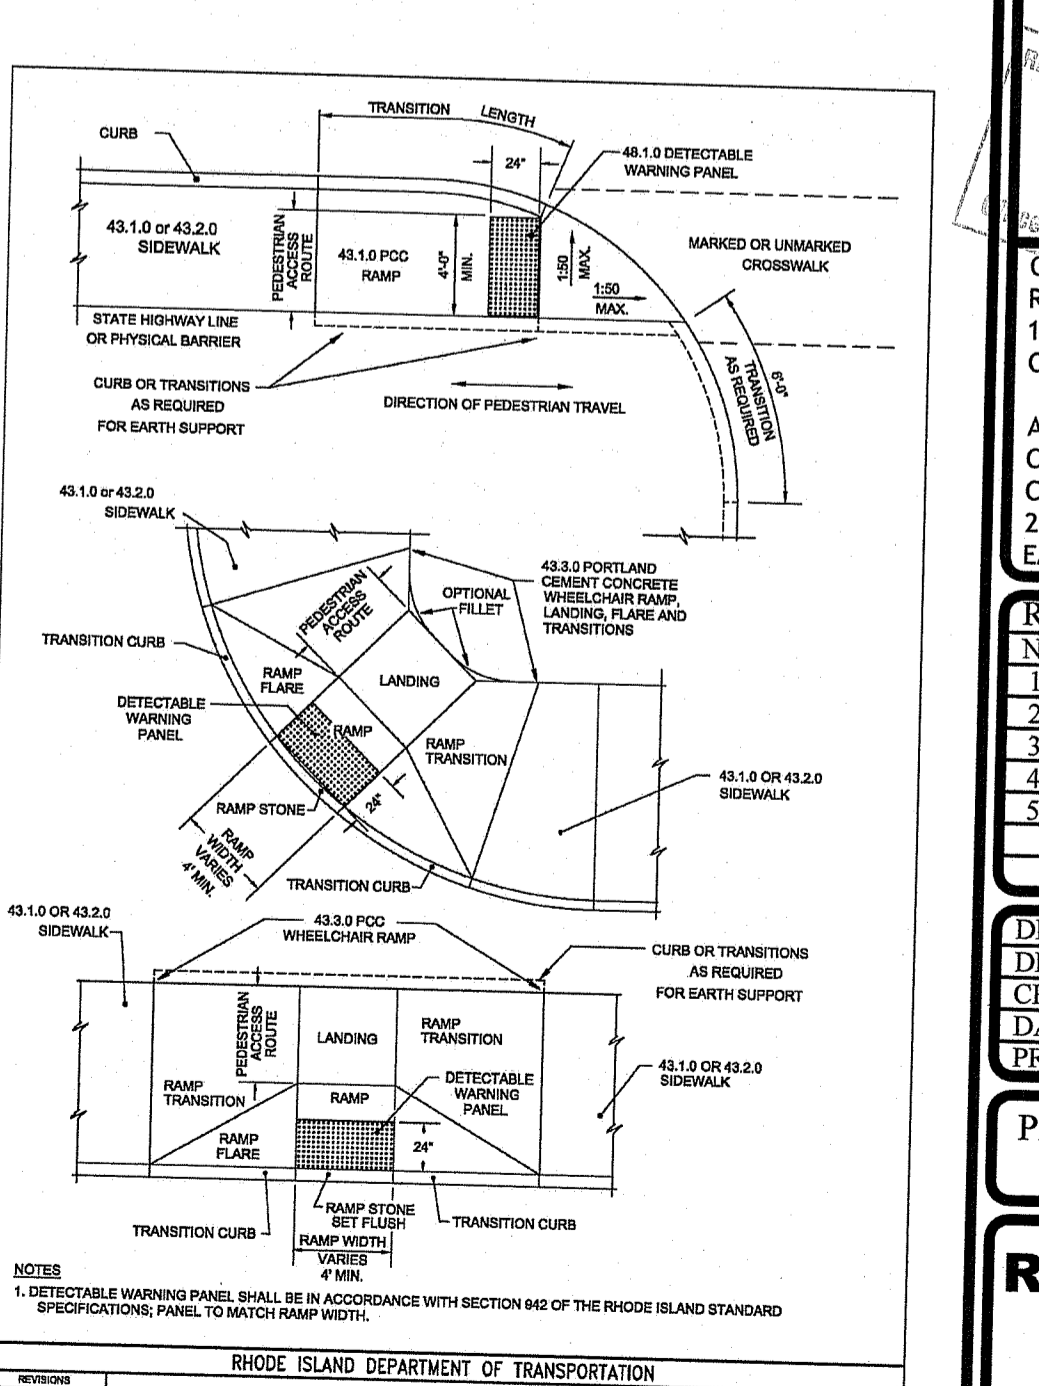 TRANSITION LENGTH
CURB
24"
48.1.0 DETECTABLE
WARNING PANEL
43.1.0 or 43.2.0
SIDEWALK
PEDESTRIAN
ACCESS
ROUTE
43.1.0 PCC
RAMP
4'-0"
MIN.
1:50
MAX.
1:50
MAX.
MARKED OR UNMARKED
CROSSWALK
STATE HIGHWAY LINE
OR PHYSICAL BARRIER
CURB OR TRANSITIONS
AS REQUIRED
FOR EARTH SUPPORT
DIRECTION OF PEDESTRIAN TRAVEL
6'-0"
TRANSITION
AS REQUIRED
43.1.0 or 43.2.0
SIDEWALK
PEDESTRIAN
ACCESS
ROUTE
OPTIONAL
FILLET
43.3.0 PORTLAND
CEMENT CONCRETE
WHEELCHAIR RAMP,
LANDING, FLARE AND
TRANSITIONS
TRANSITION CURB
RAMP
FLARE
LANDING
DETECTABLE
WARNING
PANEL
RAMP
RAMP
TRANSITION
43.1.0 OR 43.2.0
SIDEWALK
RAMP STONE
24"
RAMP
WIDTH
VARIES
4' MIN.
TRANSITION CURB
43.1.0 OR 43.2.0
SIDEWALK
43.3.0 PCC
WHEELCHAIR RAMP
CURB OR TRANSITIONS
AS REQUIRED
FOR EARTH SUPPORT
PEDESTRIAN
ACCESS
ROUTE
LANDING
RAMP
TRANSITION
RAMP
TRANSITION
RAMP
DETECTABLE
WARNING
PANEL
43.1.0 OR 43.2.0
SIDEWALK
RAMP
FLARE
24"
RAMP STONE
SET FLUSH
TRANSITION CURB
TRANSITION CURB
RAMP WIDTH
VARIES
4' MIN.
NOTES
1. DETECTABLE WARNING PANEL SHALL BE IN ACCORDANCE WITH SECTION 942 OF THE RHODE ISLAND STANDARD
SPECIFICATIONS; PANEL TO MATCH RAMP WIDTH.
RHODE ISLAND DEPARTMENT OF TRANSPORTATION
REVISIONS
1
2
3
4
5